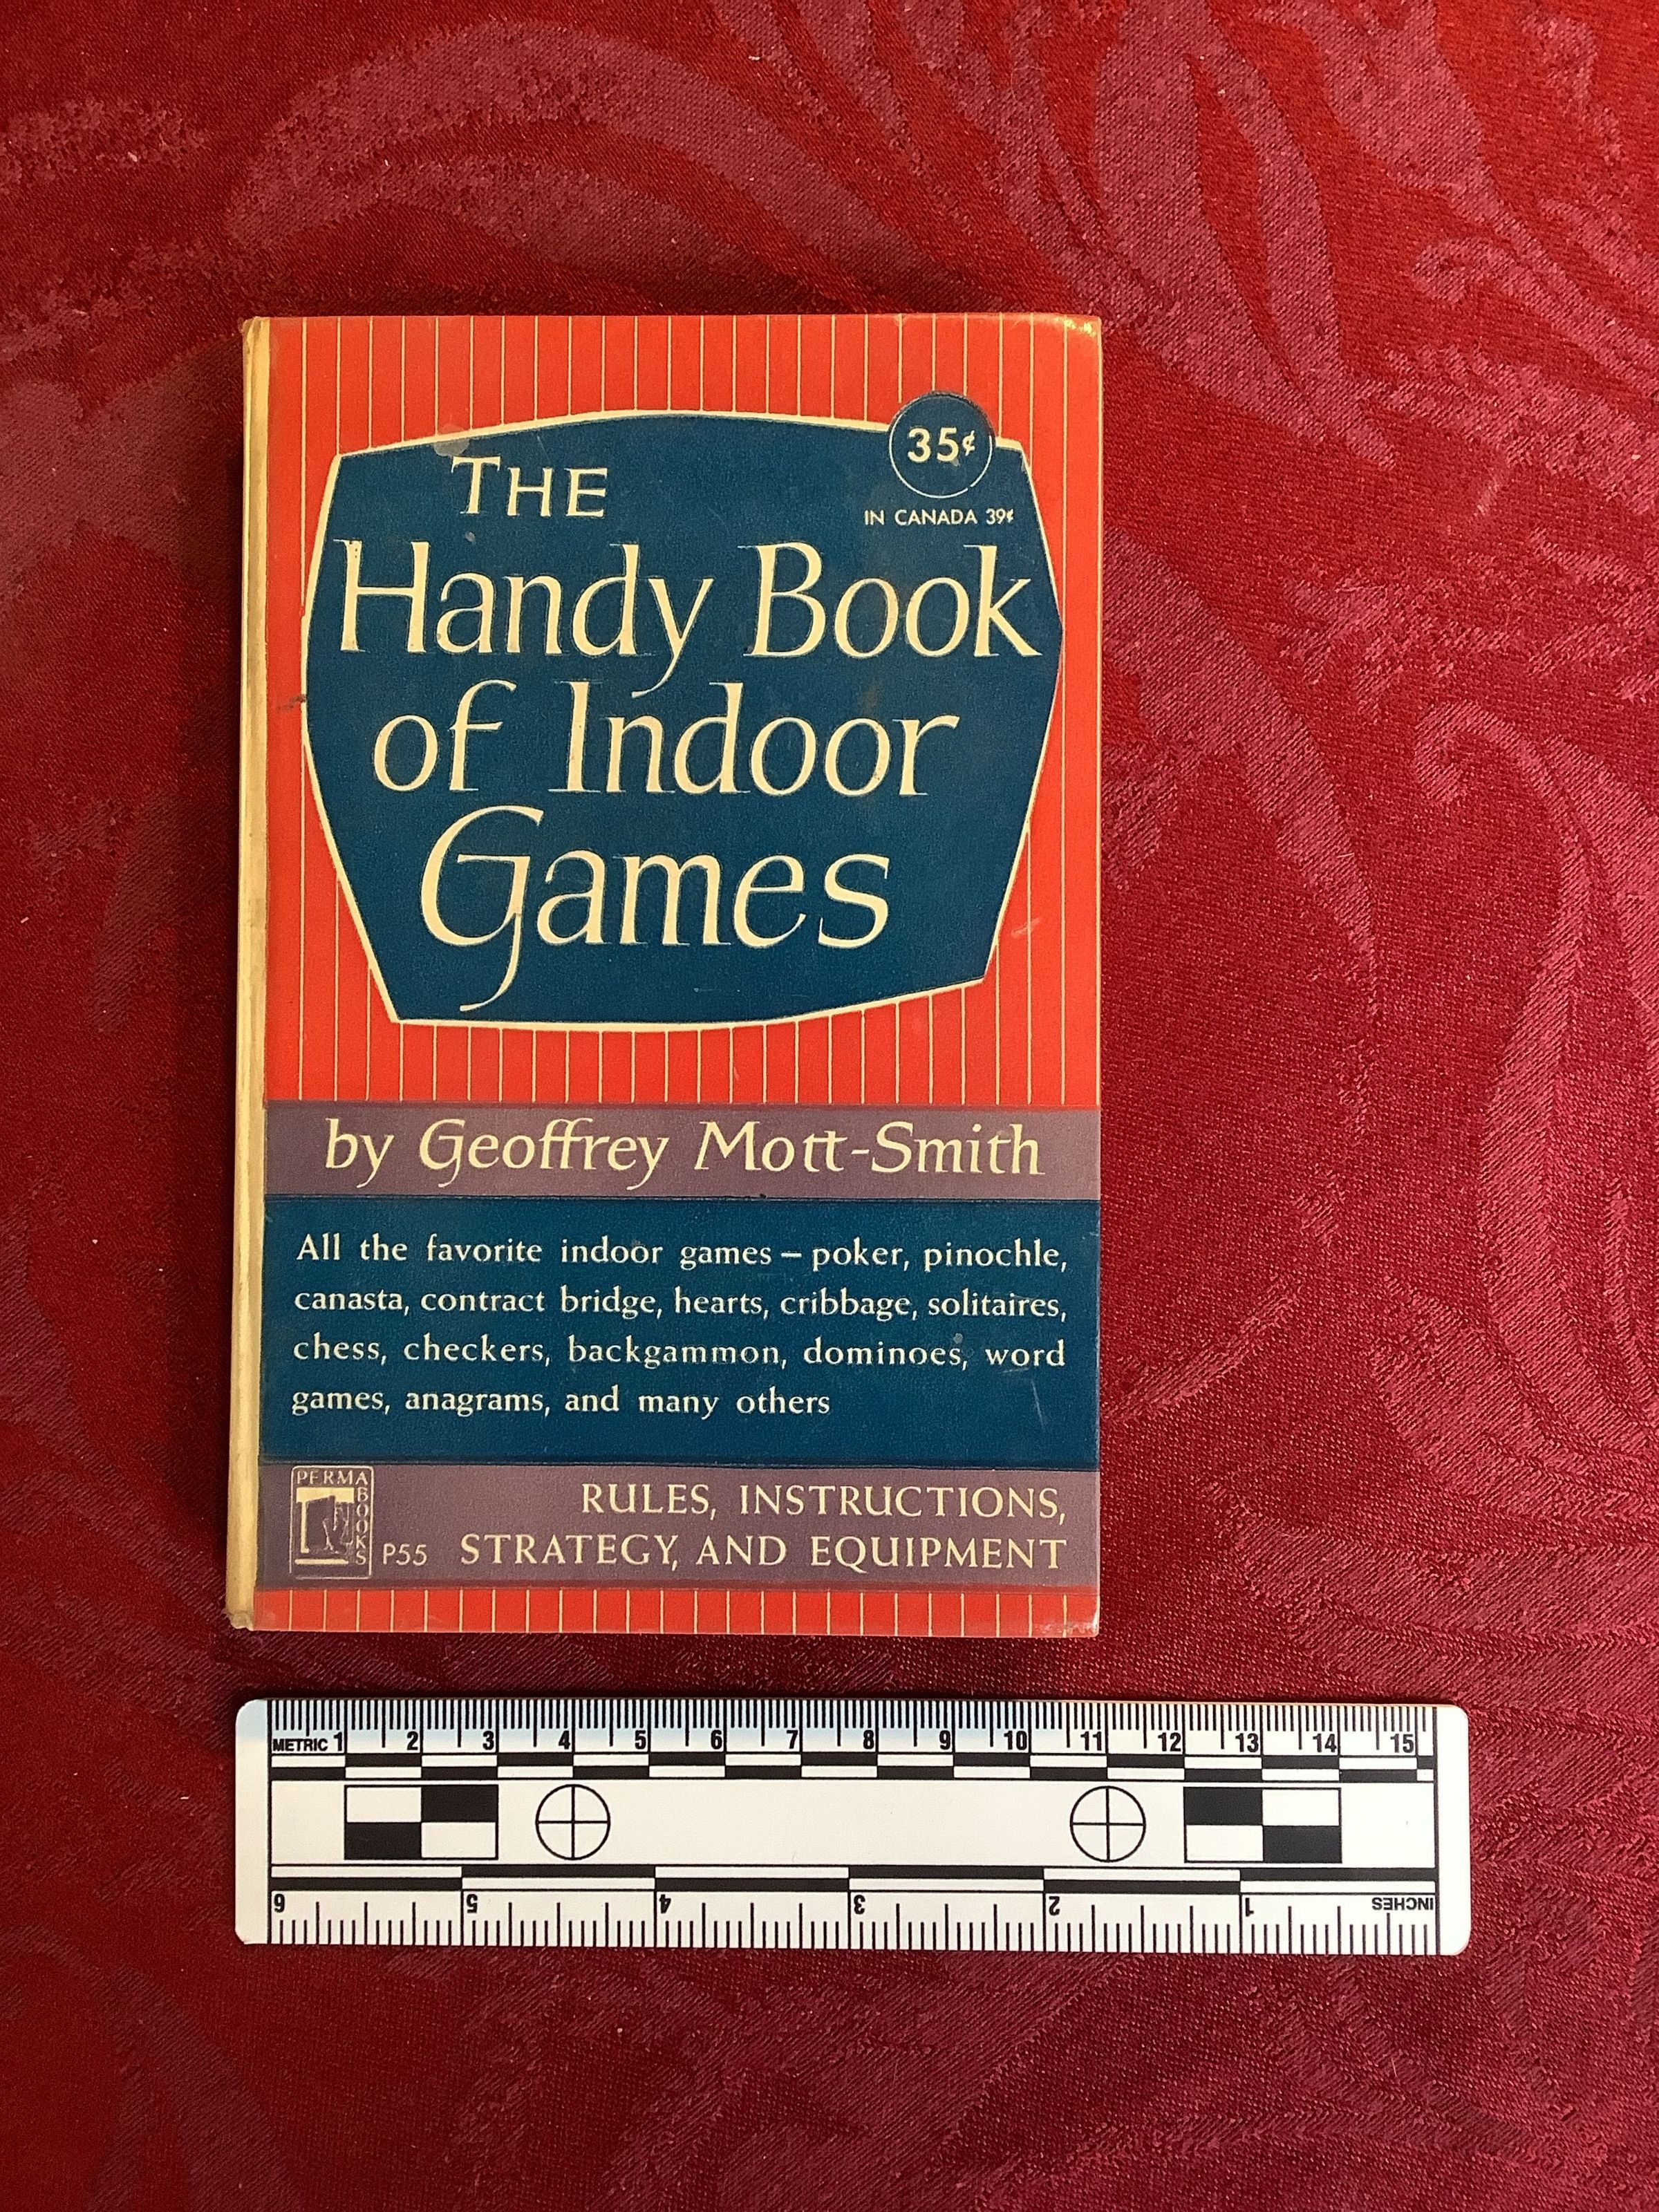 THE
35¢
IN CANADA 39¢
Handy Book
of Indoor
Games
by Geoffrey Mott-Smith
All the favorite indoor games – poker, pinochle,
canasta, contract bridge, hearts, cribbage, solitaires,
chess, checkers, backgammon, dominoes, word
games, anagrams, and many others
PERMA
BOOKS
P55
RULES, INSTRUCTIONS,
STRATEGY, AND EQUIPMENT
METRIC 1 2 3 4 5 6 7 8 9 10 11 12 13 14 15
6 5 4 3 2 1 INCHES